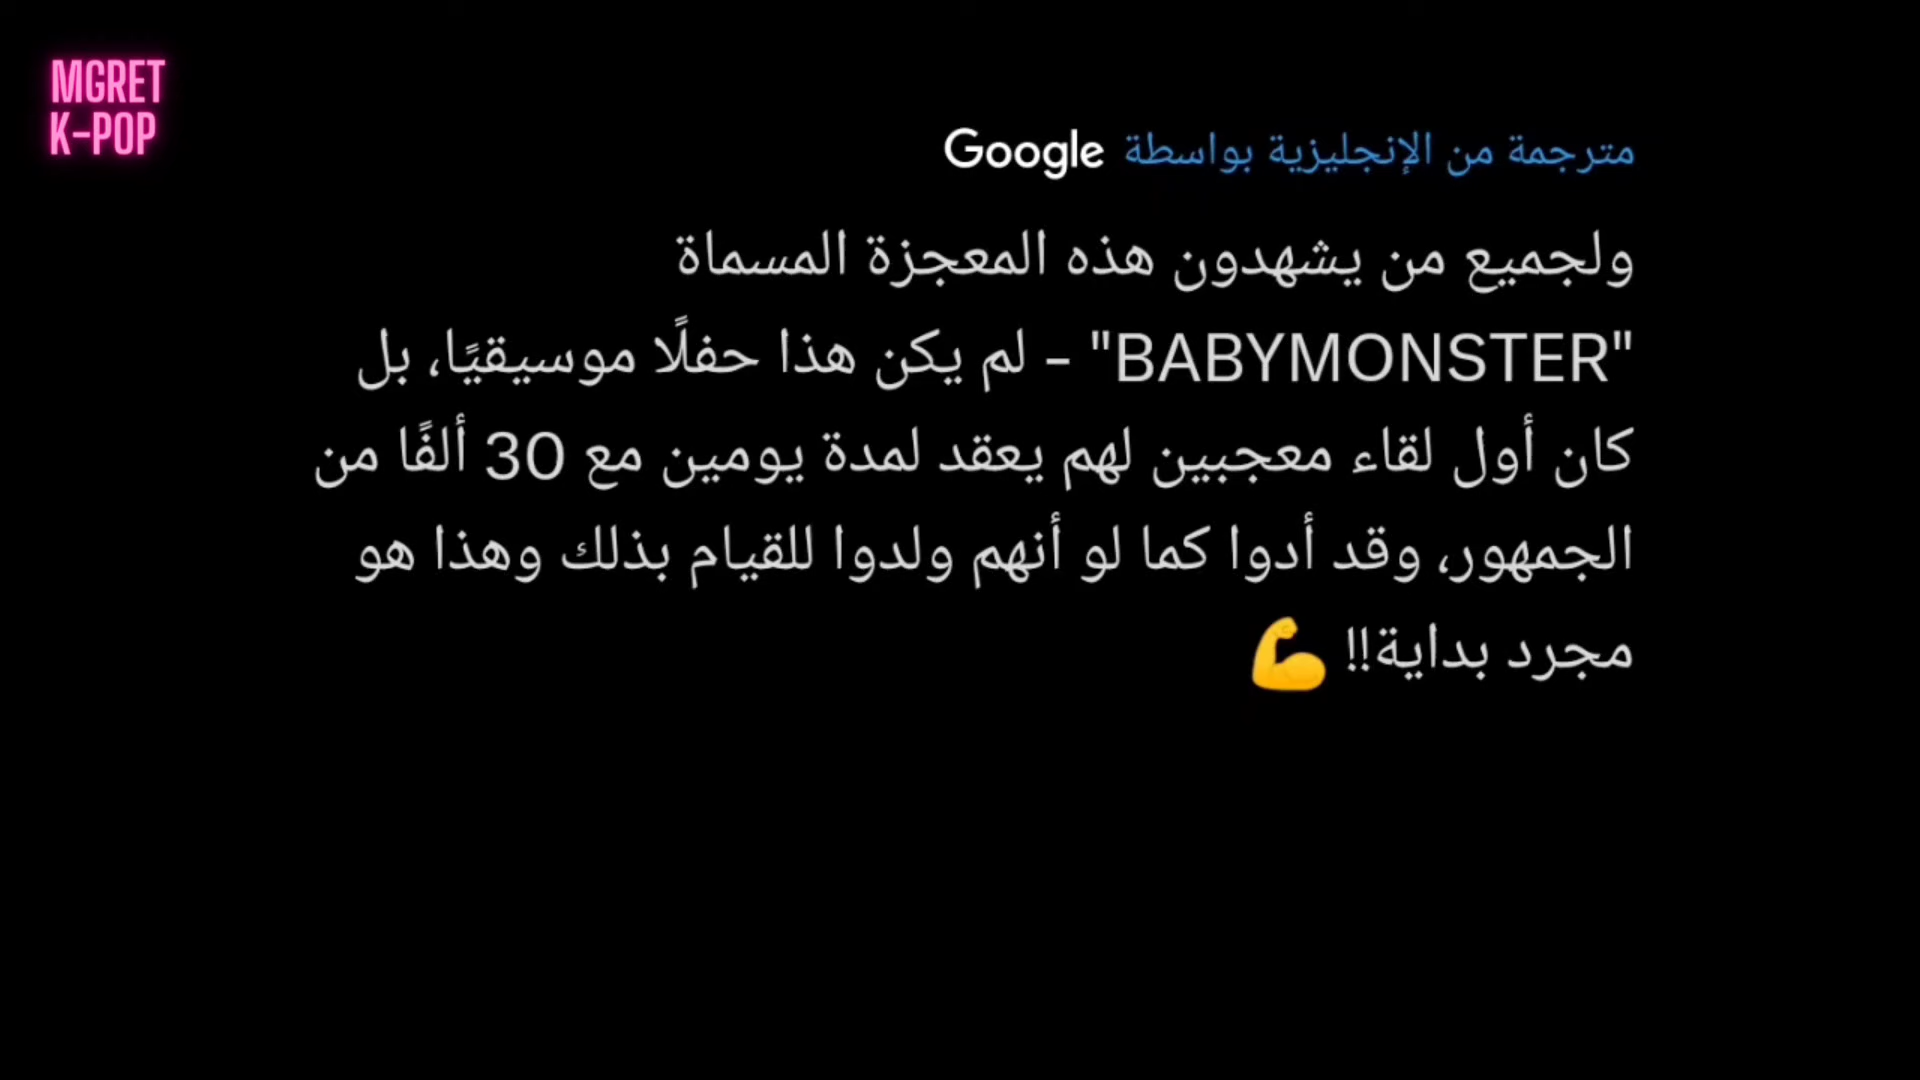 MGRET
K-POP
مترجمة من الإنجليزية بواسطة Google
ولجميع من يشهدون هذه المعجزة المسماة
"BABYMONSTER" – لم يكن هذا حفلًا موسيقيًا، بل
كان أول لقاء معجبين لهم يعقد لمدة يومين مع 30 ألفًا من
الجمهور، وقد أدوا كما لو أنهم ولدوا للقيام بذلك وهذا هو
مجرد بداية!! 💪